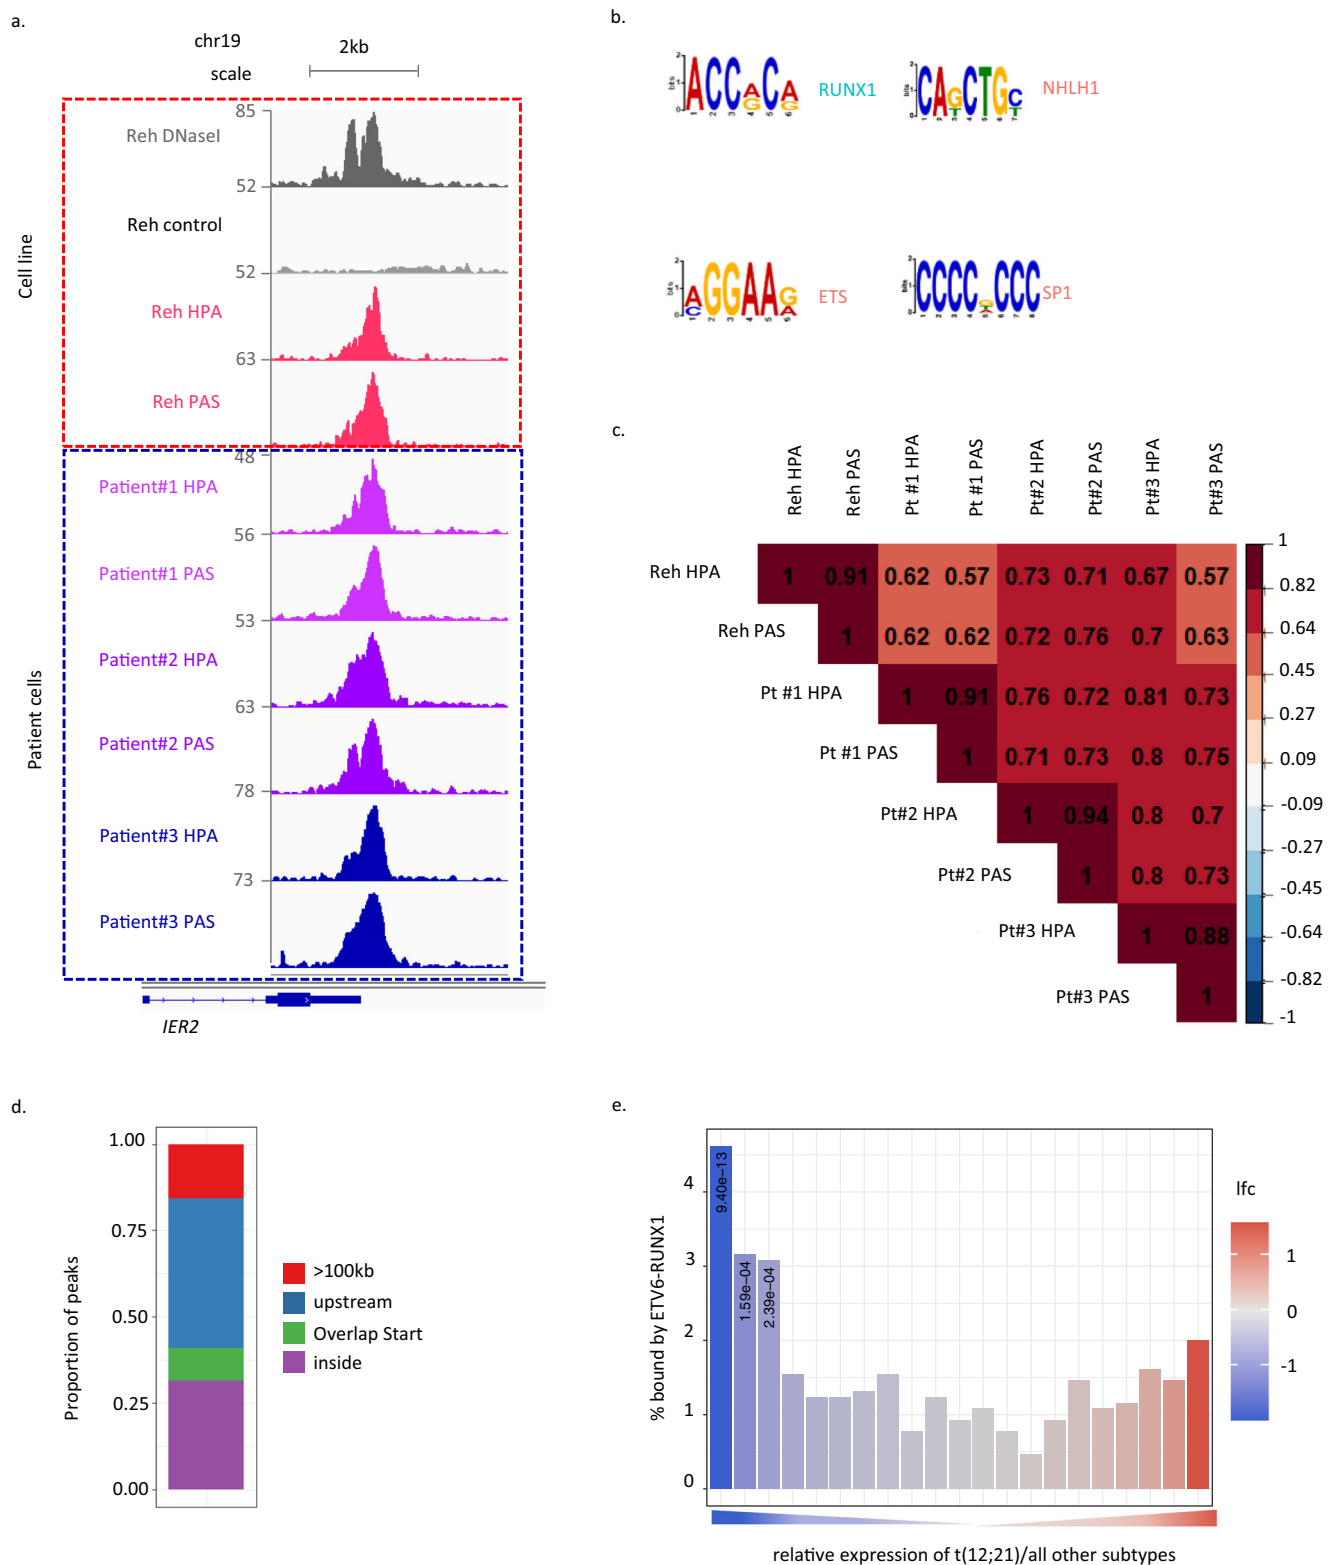 a.
chr19
2kb
scale
Cell line
85
Reh DNaseI
52
Reh control
52
Reh HPA
63
Reh PAS
Patient cells
48
Patient#1 HPA
56
Patient#1 PAS
53
Patient#2 HPA
63
Patient#2 PAS
78
Patient#3 HPA
73
Patient#3 PAS
IER2
b.
RUNX1
NHLH1
ETS
SP1
c.
Reh HPA
Reh PAS
Pt #1 HPA
Pt #1 PAS
Pt#2 HPA
Pt#2 PAS
Pt#3 HPA
Pt#3 PAS
Reh HPA 1 0.91 0.62 0.57 0.73 0.71 0.67 0.57
Reh PAS 1 0.62 0.62 0.72 0.76 0.7 0.63
Pt #1 HPA 1 0.91 0.76 0.72 0.81 0.73
Pt #1 PAS 1 0.71 0.73 0.8 0.75
Pt#2 HPA 1 0.94 0.8 0.7
Pt#2 PAS 1 0.8 0.73
Pt#3 HPA 1 0.88
Pt#3 PAS 1
1
0.82
0.64
0.45
0.27
0.09
-0.09
-0.27
-0.45
-0.64
-0.82
-1
d.
Proportion of peaks
1.00
0.75
0.50
0.25
0.00
>100kb
upstream
Overlap Start
inside
e.
% bound by ETV6-RUNX1
4
3
2
1
0
9.40e−13
1.59e−04
2.39e−04
lfc
1
0
-1
relative expression of t(12;21)/all other subtypes